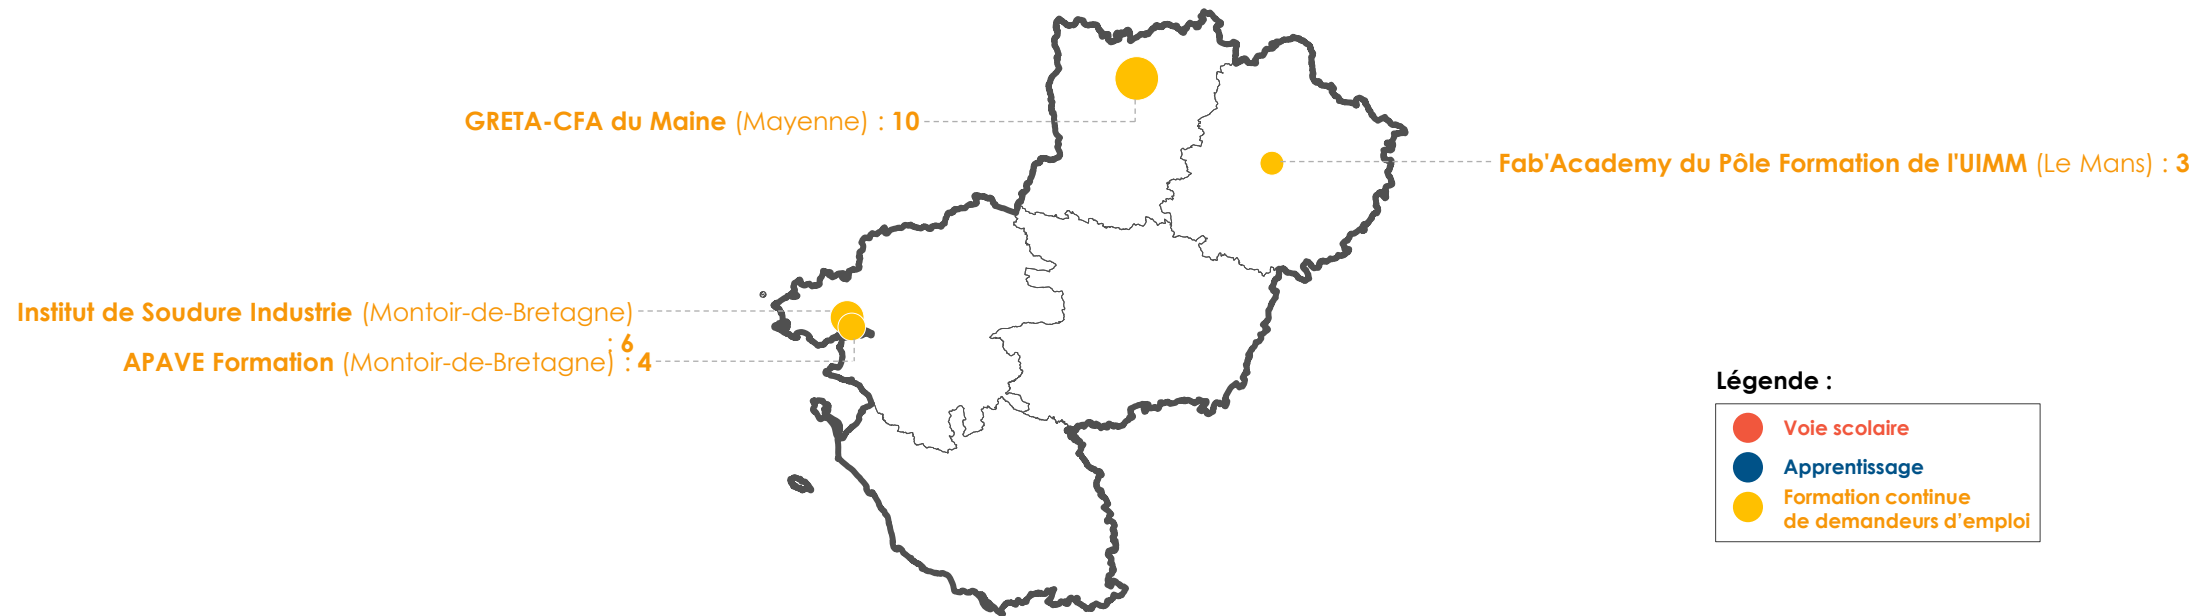 GRETA-CFA du Maine (Mayenne) : 10
Fab'Academy du Pôle Formation de l'UIMM (Le Mans) : 3
Institut de Soudure Industrie (Montoir-de-Bretagne)
: 6
APAVE Formation (Montoir-de-Bretagne) : 4
Légende :
Voie scolaire
Apprentissage
Formation continue
de demandeurs d’emploi